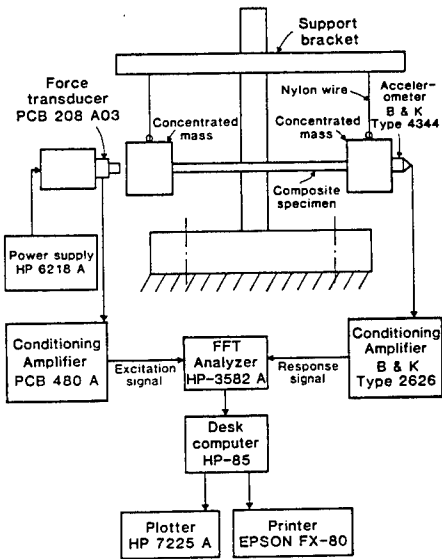 Support
bracket
Force
transducer
PCB 208 A03
Nylon wire
Acceler-
ometer
B & K
Type 4344
Concentrated
mass
Concentrated
mass
Composite
specimen
Power supply
HP 6218 A
Conditioning
Amplifier
PCB 480 A
Excitation
signal
FFT
Analyzer
HP-3582 A
Response
signal
Conditioning
Amplifier
B & K
Type 2626
Desk
computer
HP-85
Plotter
HP 7225 A
Printer
EPSON FX-80